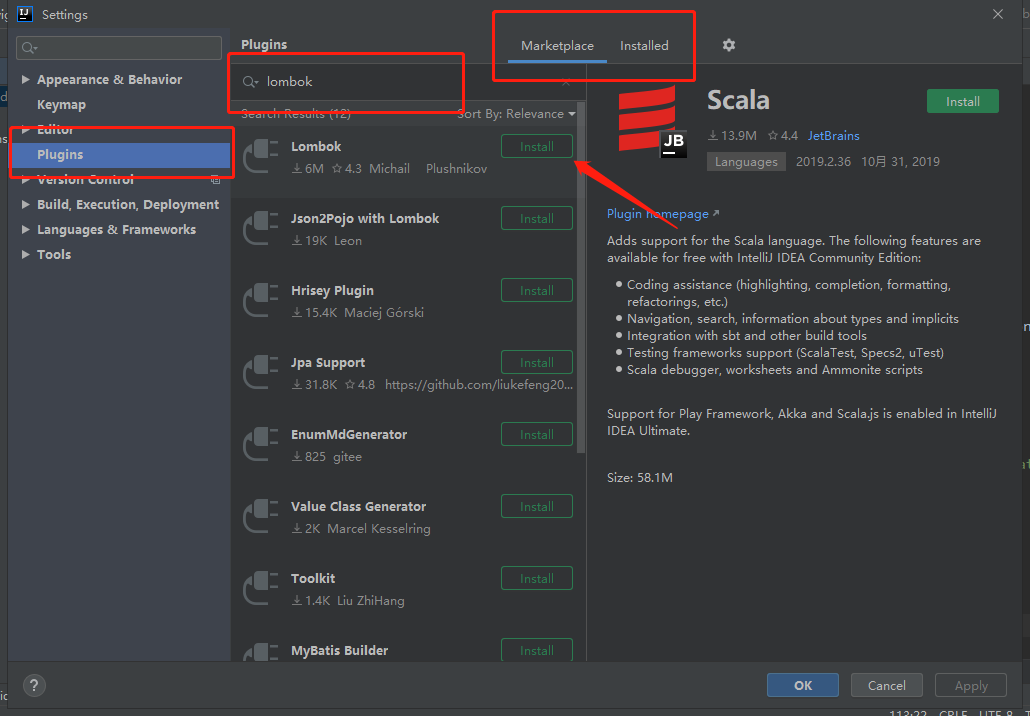 Settings
Plugins
Marketplace
Installed
Appearance & Behavior
Keymap
Editor
Plugins
Version Control
Build, Execution, Deployment
Languages & Frameworks
Tools
lombok
Search Results (12)
Sort By: Relevance
Lombok
6M 4.3 Michail Plushnikov
Install
Json2Pojo with Lombok
19K Leon
Install
Hrisey Plugin
15.4K Maciej Górski
Install
Jpa Support
31.8K 4.8 https://github.com/liukefeng20...
Install
EnumMdGenerator
825 gitee
Install
Value Class Generator
2K Marcel Kesselring
Install
Toolkit
1.4K Liu ZhiHang
Install
MyBatis Builder
Install
JB
Scala
Install
13.9M 4.4 JetBrains
Languages 2019.2.36 10月 31, 2019
Plugin homepage
Adds support for the Scala language. The following features are
available for free with IntelliJ IDEA Community Edition:
Coding assistance (highlighting, completion, formatting,
refactorings, etc.)
Navigation, search, information about types and implicits
Integration with sbt and other build tools
Testing frameworks support (ScalaTest, Specs2, uTest)
Scala debugger, worksheets and Ammonite scripts
Support for Play Framework, Akka and Scala.js is enabled in IntelliJ
IDEA Ultimate.
Size: 58.1M
?
OK
Cancel
Apply
113:22 CRLF UTF-8